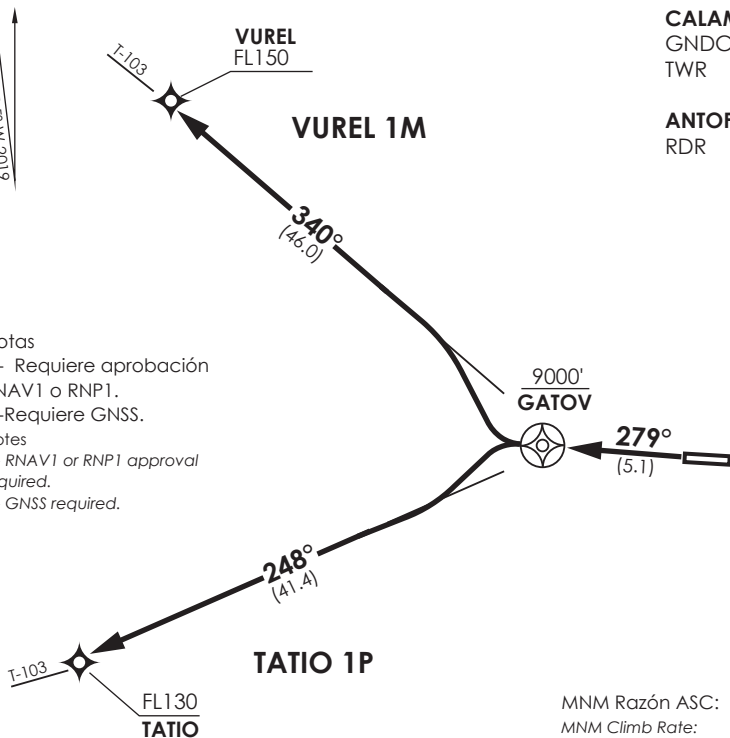 VUREL
FL150
T-103
VUREL 1M
CALAM
GNDC
TWR
ANTOF
RDR
2019
340°
(46.0)
otas
- Requiere aprobación
NAV1 o RNP1.
-Requiere GNSS.
otes
RNAV1 or RNP1 approval
quired.
GNSS required.
9000'
GATOV
279°
(5.1)
248°
(41.4)
T-103
TATIO 1P
FL130
TATIO
MNM Razón ASC:
MNM Climb Rate: